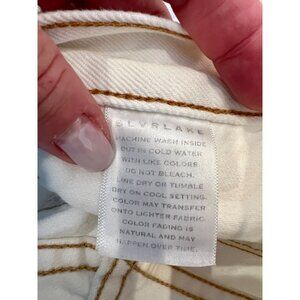 SLVRLAKE
MACHINE WASH INSIDE
OUT IN COLD WATER
WITH LIKE COLORS.
DO NOT BLEACH.
LINE DRY OR TUMBLE
DRY ON COOL SETTING.
COLOR MAY TRANSFER
ONTO LIGHTER FABRIC.
COLOR FADING IS
NATURAL AND MAY
HAPPEN OVER TIME.